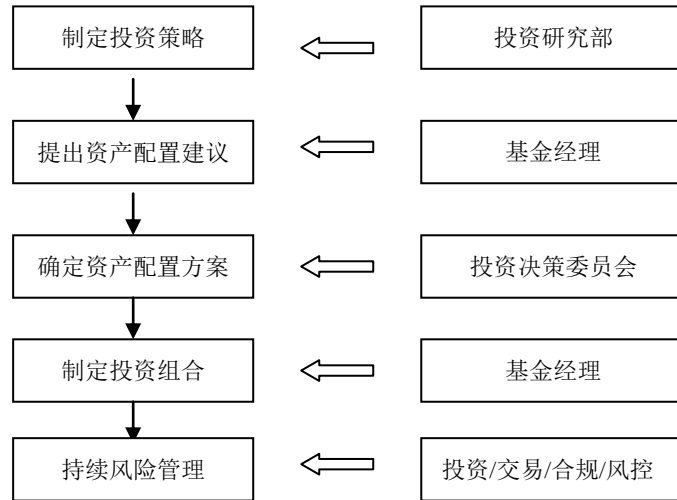 制定投资策略
投资研究部
提出资产配置建议
基金经理
确定资产配置方案
投资决策委员会
制定投资组合
基金经理
持续风险管理
投资/交易/合规/风控